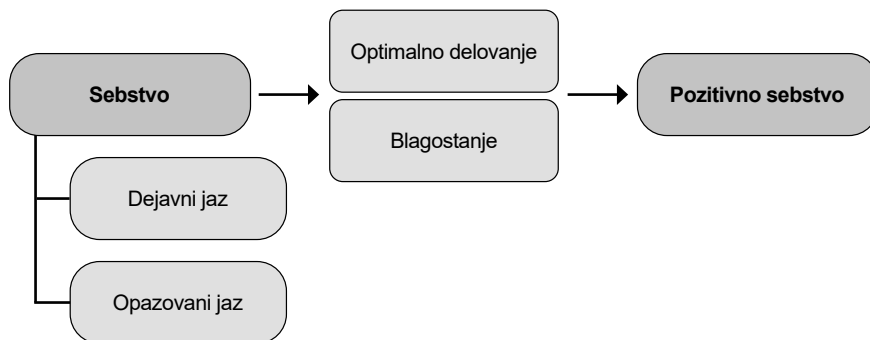 Sebstvo
Dejavni jaz
Opazovani jaz
Optimalno delovanje
Blagostanje
Pozitivno sebstvo